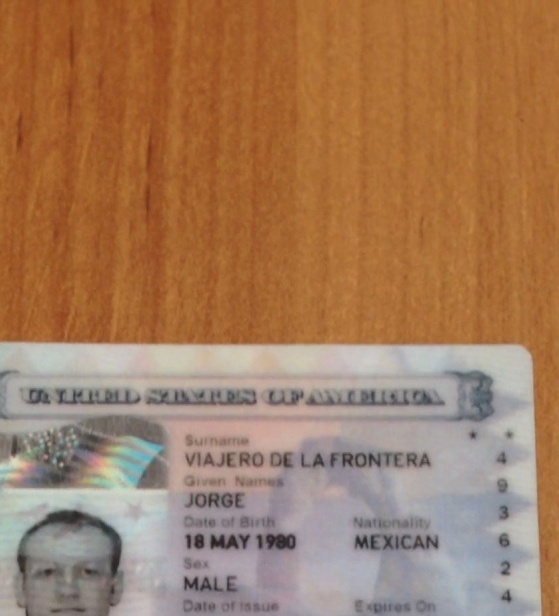 UNITED STATES OF AMERICA
Surname
VIAJERO DE LA FRONTERA
Given Names
JORGE
Date of Birth
18 MAY 1980
Nationality
MEXICAN
Sex
MALE
Date of Issue
Expires On
* *
4
9
3
6
2
4